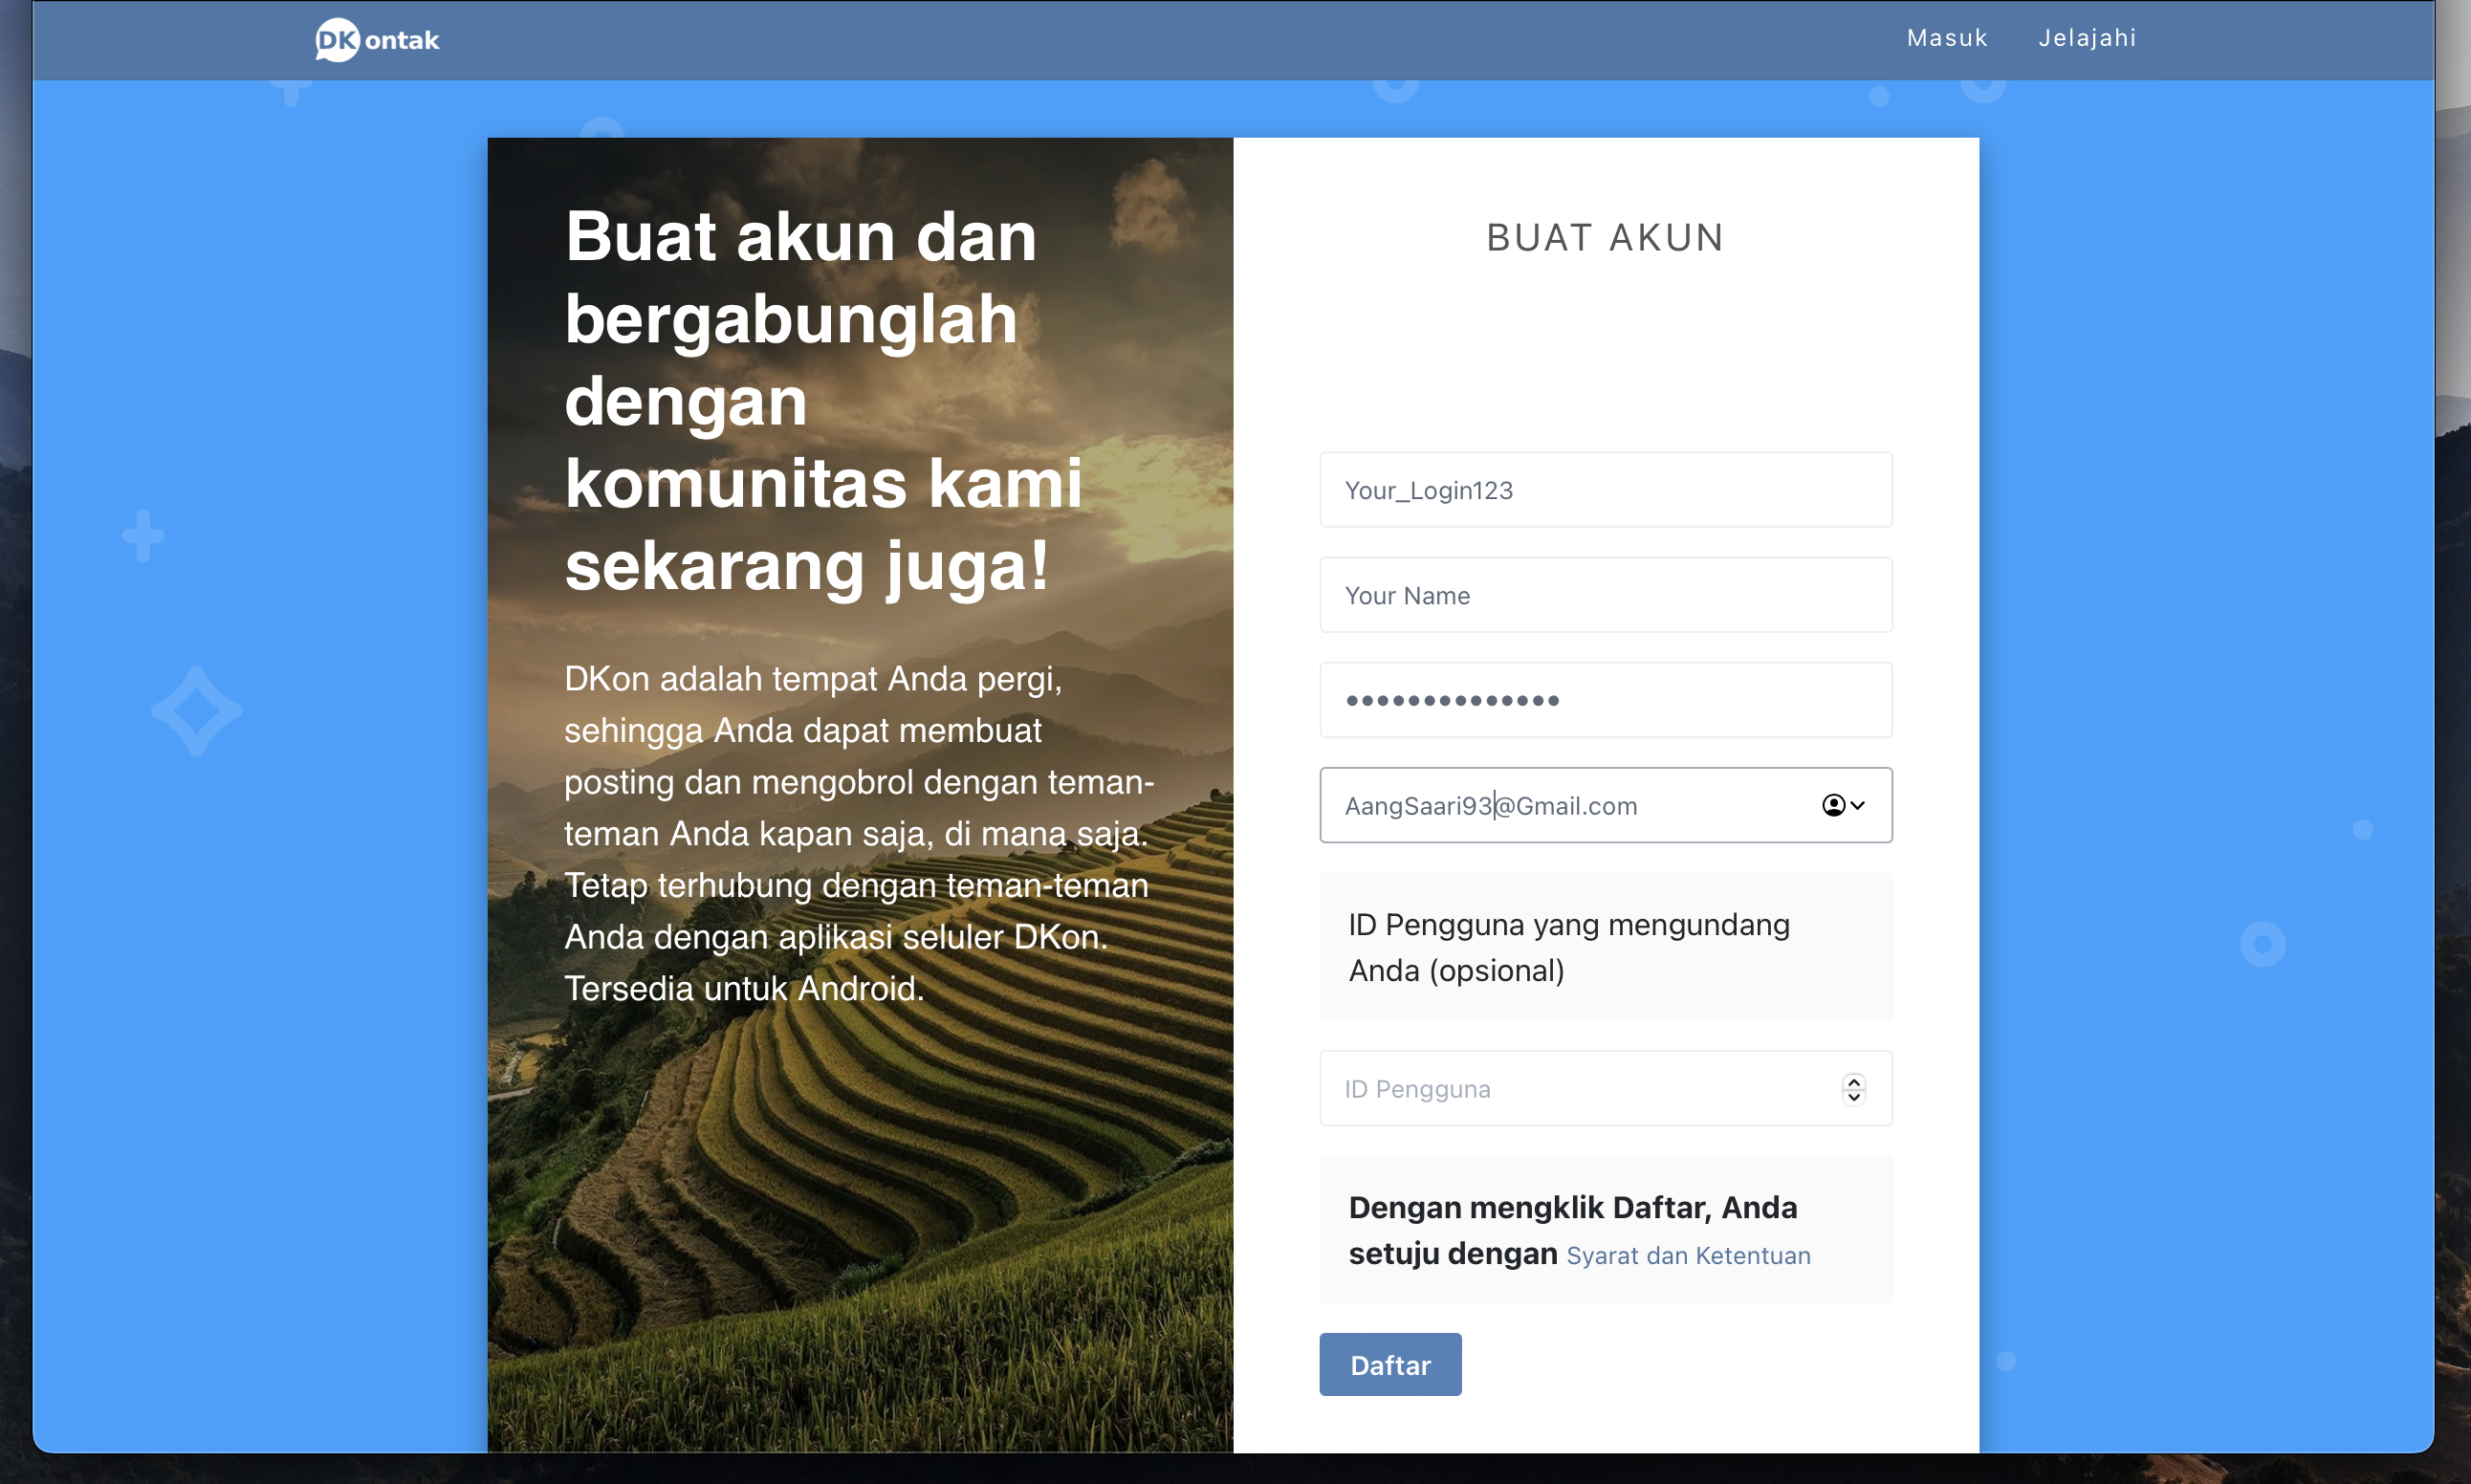 DKontak
Masuk
Jelajahi
Buat akun dan
bergabunglah
dengan
komunitas kami
sekarang juga!
DKon adalah tempat Anda pergi,
sehingga Anda dapat membuat
posting dan mengobrol dengan teman-
teman Anda kapan saja, di mana saja.
Tetap terhubung dengan teman-teman
Anda dengan aplikasi seluler DKon.
Tersedia untuk Android.
BUAT AKUN
Your_Login123
Your Name
••••••••••••••
AangSaari93@Gmail.com
ID Pengguna yang mengundang
Anda (opsional)
ID Pengguna
Dengan mengklik Daftar, Anda
setuju dengan Syarat dan Ketentuan
Daftar